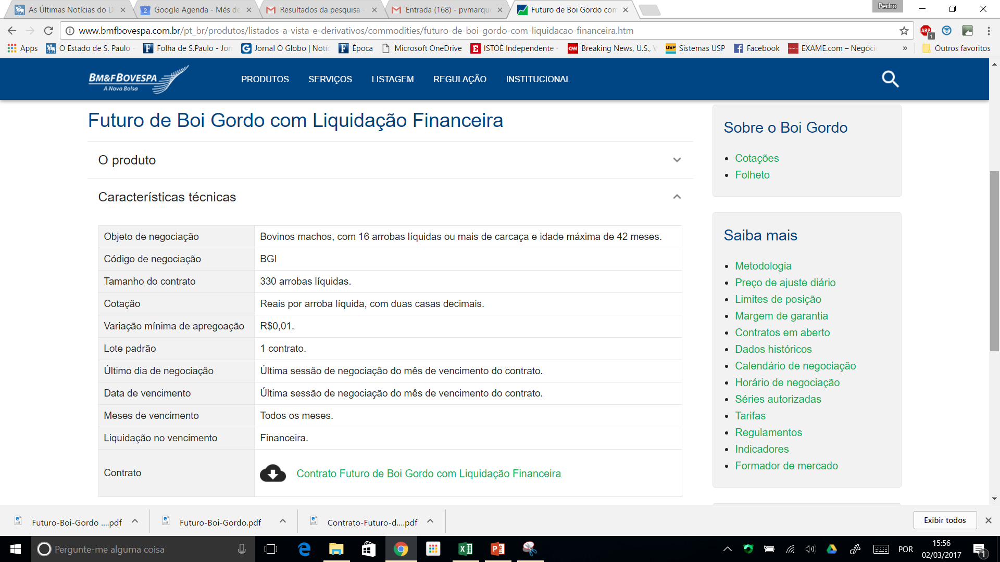 As Últimas Notícias do D
Google Agenda - Mês de
Resultados da pesquisa -
Entrada (168) - pvmarque
Futuro de Boi Gordo com
Pedro
www.bmfbovespa.com.br/pt_br/produtos/listados-a-vista-e-derivativos/commodities/futuro-de-boi-gordo-com-liquidacao-financeira.htm
ABP
1
Apps
O Estado de S. Paulo -
Folha de S.Paulo - Jorn
Jornal O Globo | Notíc
Época
Microsoft OneDrive
ISTOÉ Independente -
Breaking News, U.S., W
Sistemas USP
Facebook
EXAME.com – Negóci
»
Outros favoritos
BM&FBOVESPA
A Nova Bolsa
PRODUTOS
SERVIÇOS
LISTAGEM
REGULAÇÃO
INSTITUCIONAL
Futuro de Boi Gordo com Liquidação Financeira
O produto
Características técnicas
Objeto de negociação Bovinos machos, com 16 arrobas líquidas ou mais de carcaça e idade máxima de 42 meses.
Código de negociação BGI
Tamanho do contrato 330 arrobas líquidas.
Cotação Reais por arroba líquida, com duas casas decimais.
Variação mínima de apregoação R$0,01.
Lote padrão 1 contrato.
Último dia de negociação Última sessão de negociação do mês de vencimento do contrato.
Data de vencimento Última sessão de negociação do mês de vencimento do contrato.
Meses de vencimento Todos os meses.
Liquidação no vencimento Financeira.
Contrato Contrato Futuro de Boi Gordo com Liquidação Financeira
Sobre o Boi Gordo
Cotações
Folheto
Saiba mais
Metodologia
Preço de ajuste diário
Limites de posição
Margem de garantia
Contratos em aberto
Dados históricos
Calendário de negociação
Horário de negociação
Séries autorizadas
Tarifas
Regulamentos
Indicadores
Formador de mercado
Futuro-Boi-Gordo ....pdf
Futuro-Boi-Gordo.pdf
Contrato-Futuro-d....pdf
Exibir todos
Pergunte-me alguma coisa
POR
15:56
02/03/2017
1